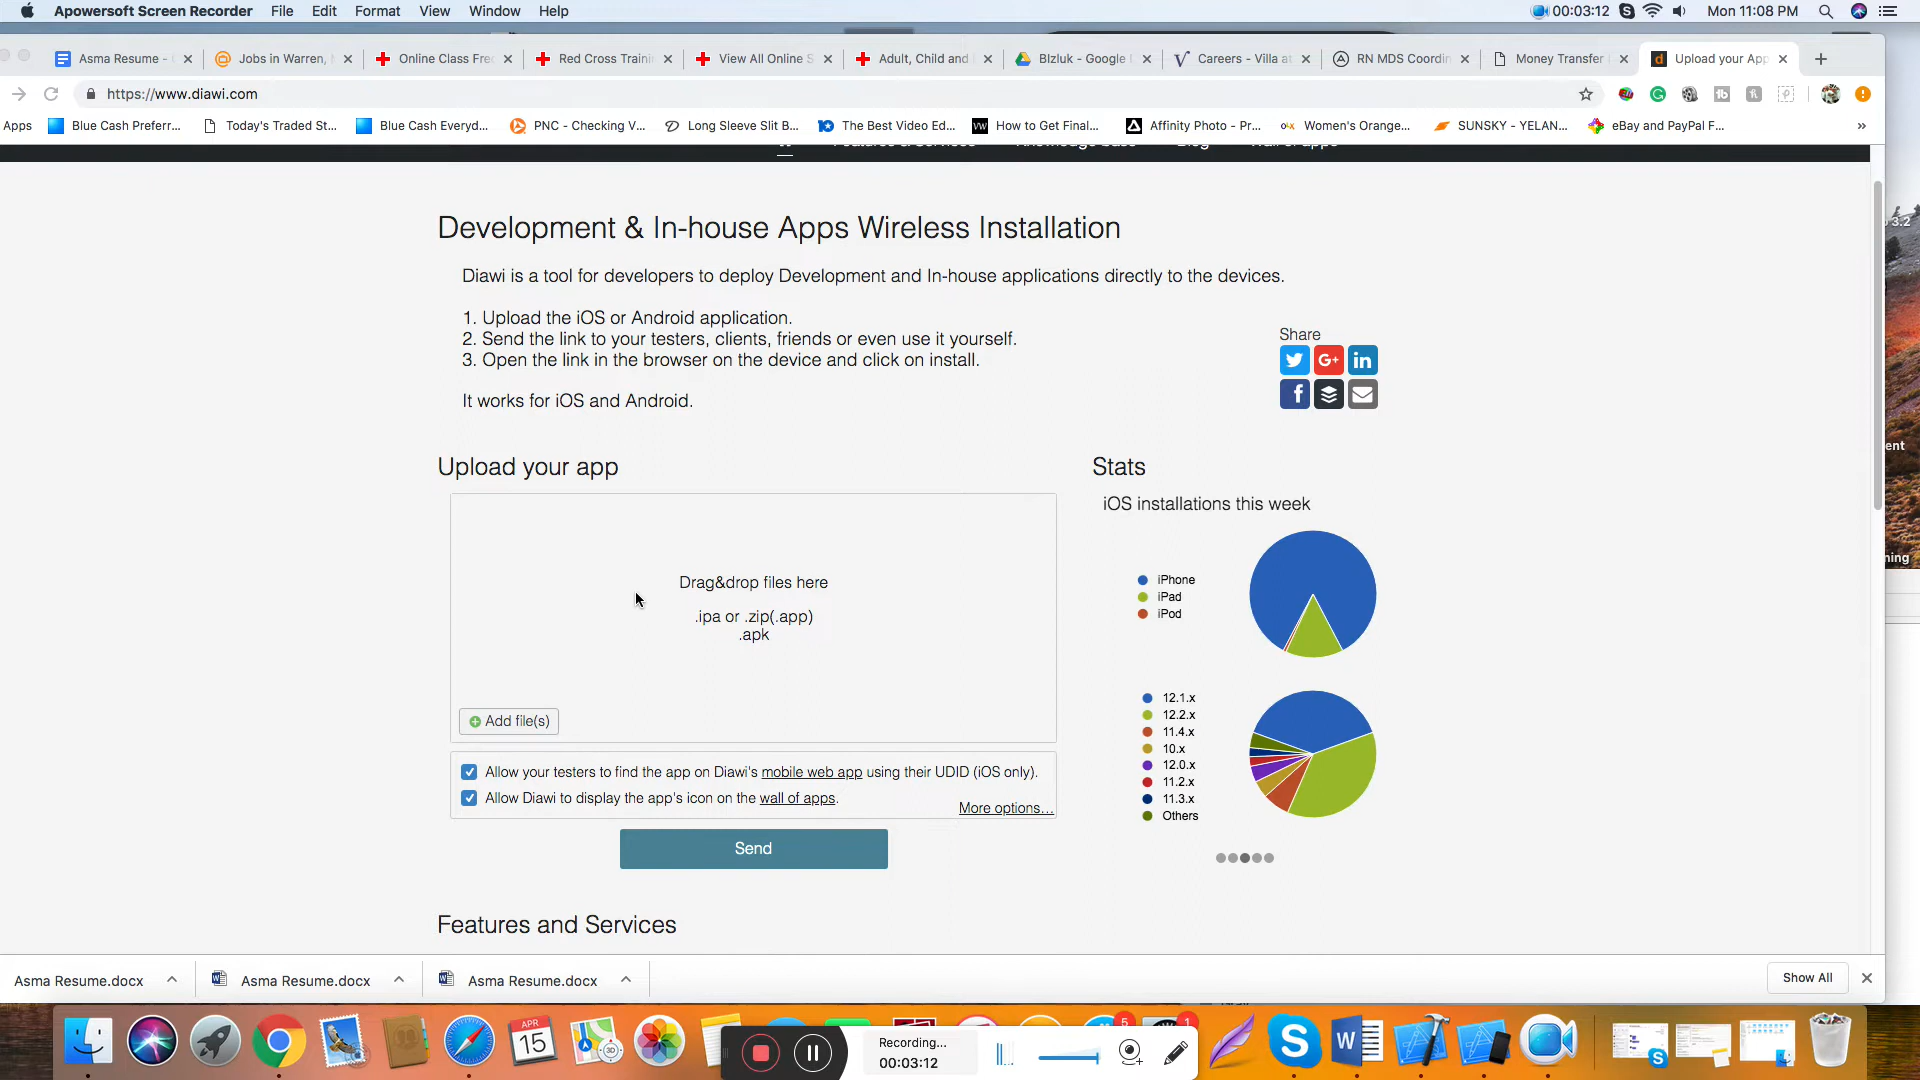 Apowersoft Screen Recorder File Edit Format View Window Help 00:03:12 Mon 11:08 PM
Asma Resume - Jobs in Warren, Online Class Fre Red Cross Traini View All Online S Adult, Child and BIzluk - Google Careers - Villa at RN MDS Coordin Money Transfer Upload your App
https://www.diawi.com
Apps Blue Cash Preferr... Today's Traded St... Blue Cash Everyd... PNC - Checking V... Long Sleeve Slit B... The Best Video Ed... How to Get Final... Affinity Photo - Pr... Women's Orange... SUNSKY - YELAN... eBay and PayPal F... »
Development & In-house Apps Wireless Installation
Diawi is a tool for developers to deploy Development and In-house applications directly to the devices.
1. Upload the iOS or Android application.
2. Send the link to your testers, clients, friends or even use it yourself.
3. Open the link in the browser on the device and click on install.
It works for iOS and Android.
Share
Upload your app
Drag&drop files here
.ipa or .zip(.app)
.apk
Add file(s)
Allow your testers to find the app on Diawi's mobile web app using their UDID (iOS only).
Allow Diawi to display the app's icon on the wall of apps.
More options...
Send
Stats
iOS installations this week
iPhone
iPad
iPod
12.1.x
12.2.x
11.4.x
10.x
12.0.x
11.2.x
11.3.x
Others
Features and Services
Asma Resume.docx Asma Resume.docx Asma Resume.docx Show All
APR
15
3D
Recording...
00:03:12
5
1